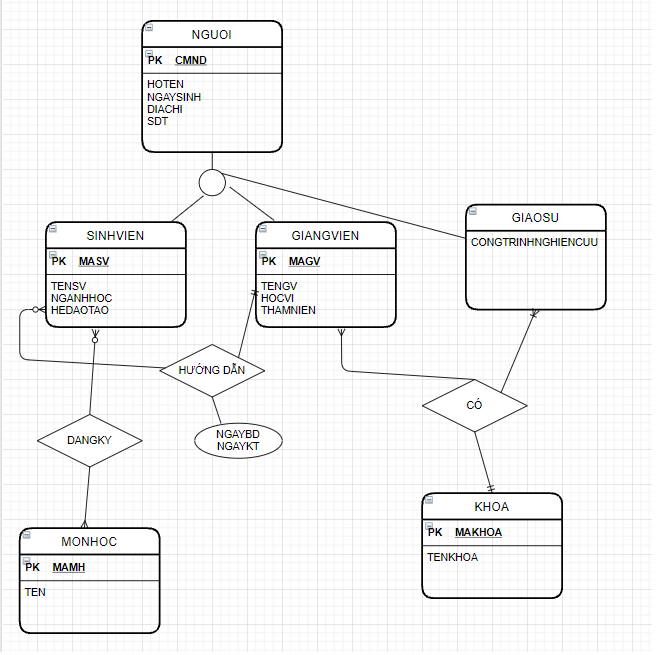 NGUOI
PK CMND
HOTEN
NGAYSINH
DIACHI
SDT
SINHVIEN
PK MASV
TENSV
NGANHHOC
HEDAOTAO
GIANGVIEN
PK MAGV
TENGV
HOCVI
THAMNIEN
GIAOSU
CONGTRINHNGHIENCUU
HƯỚNG DẪN
NGAYBD
NGAYKT
DANGKY
CÓ
MONHOC
PK MAMH
TEN
KHOA
PK MAKHOA
TENKHOA